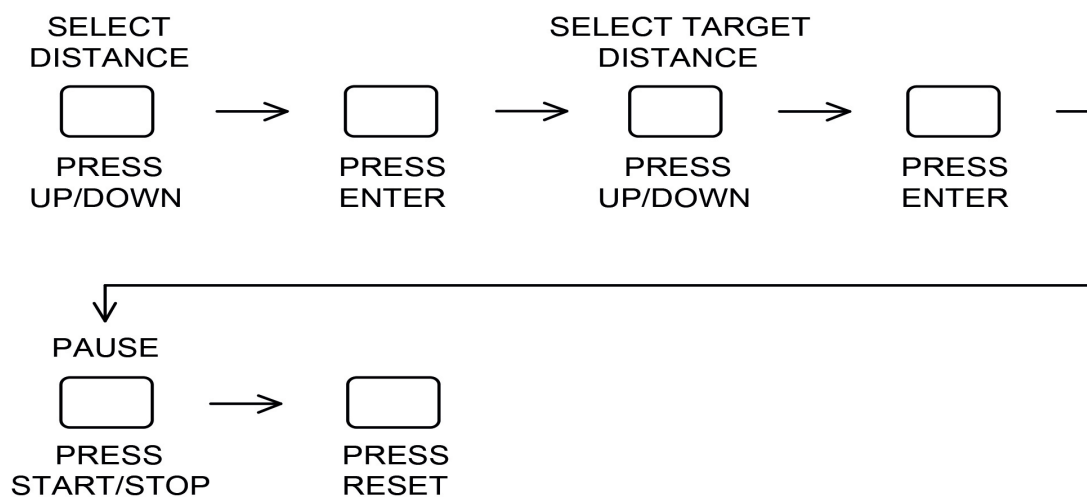 SELECT
DISTANCE
PRESS
UP/DOWN
PRESS
ENTER
SELECT TARGET
DISTANCE
PRESS
UP/DOWN
PRESS
ENTER
PAUSE
PRESS
START/STOP
PRESS
RESET